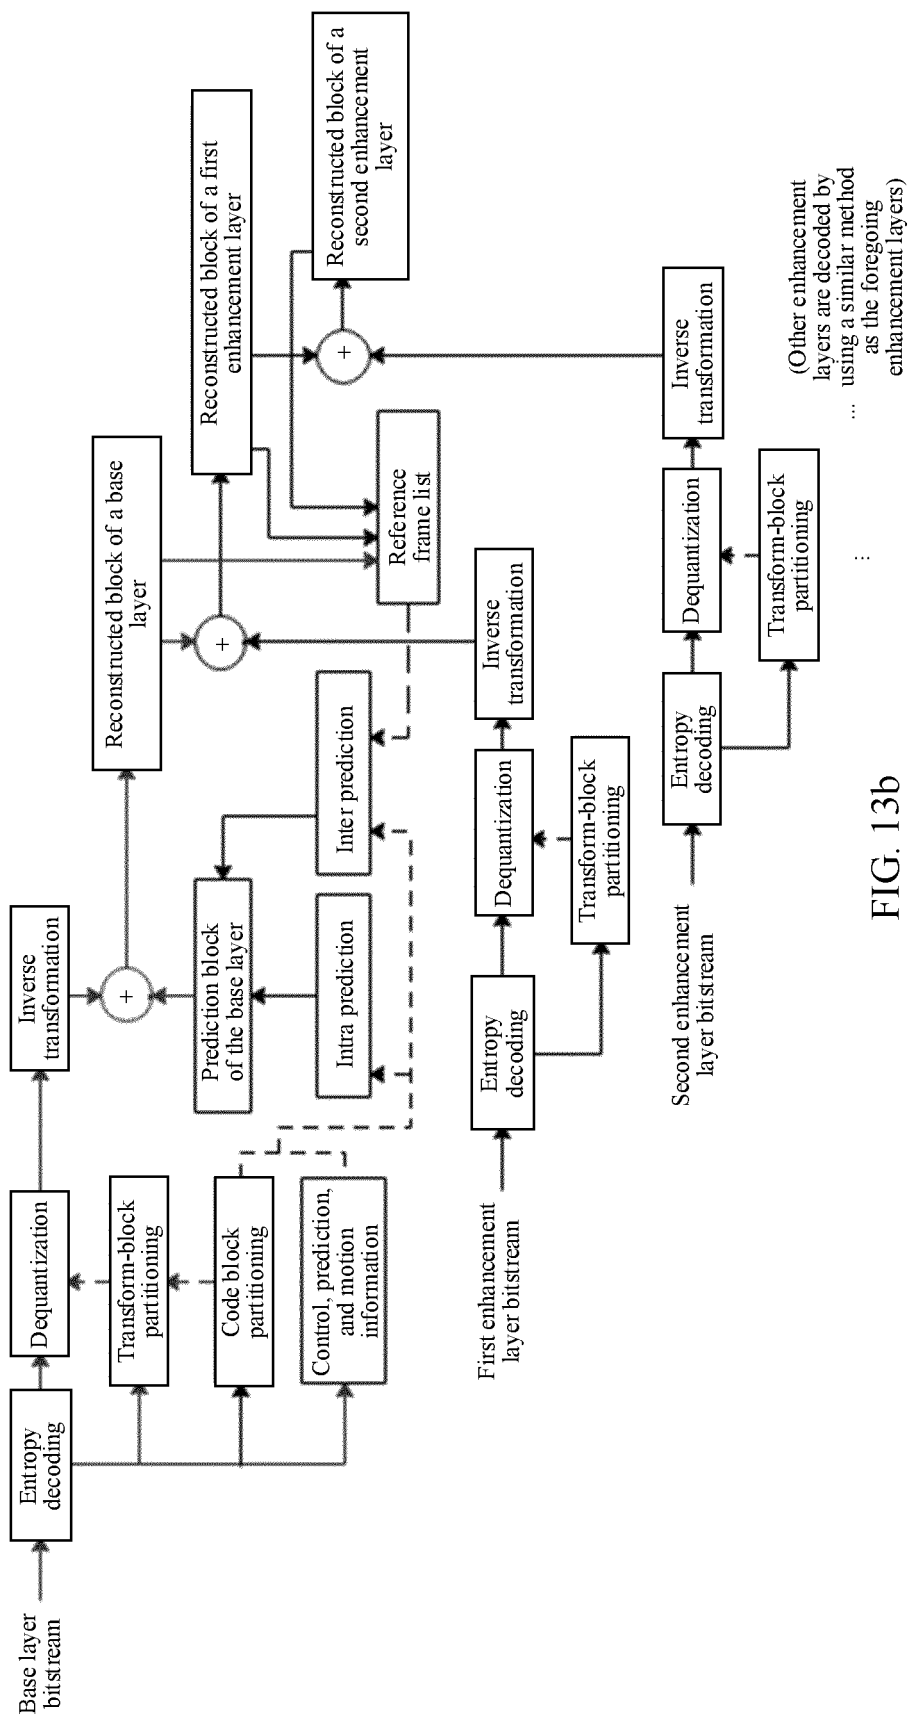 Base layer
bitstream
Entropy
decoding
Dequantization
Inverse
transformation
Transform-block
partitioning
Code block
partitioning
Control, prediction,
and motion
information
+
Prediction block
of the base layer
Intra prediction
Inter prediction
Reconstructed block of a base
layer
+
Reconstructed block of a first
enhancement layer
Reference
frame list
+
Reconstructed block of a
second enhancement
layer
First enhancement
layer bitstream
Entropy
decoding
Dequantization
Inverse
transformation
Transform-block
partitioning
Second enhancement
layer bitstream
Entropy
decoding
Dequantization
Inverse
transformation
Transform-block
partitioning
...
...
(Other enhancement
layers are decoded by
using a similar method
as the foregoing
enhancement layers)
FIG. 13b